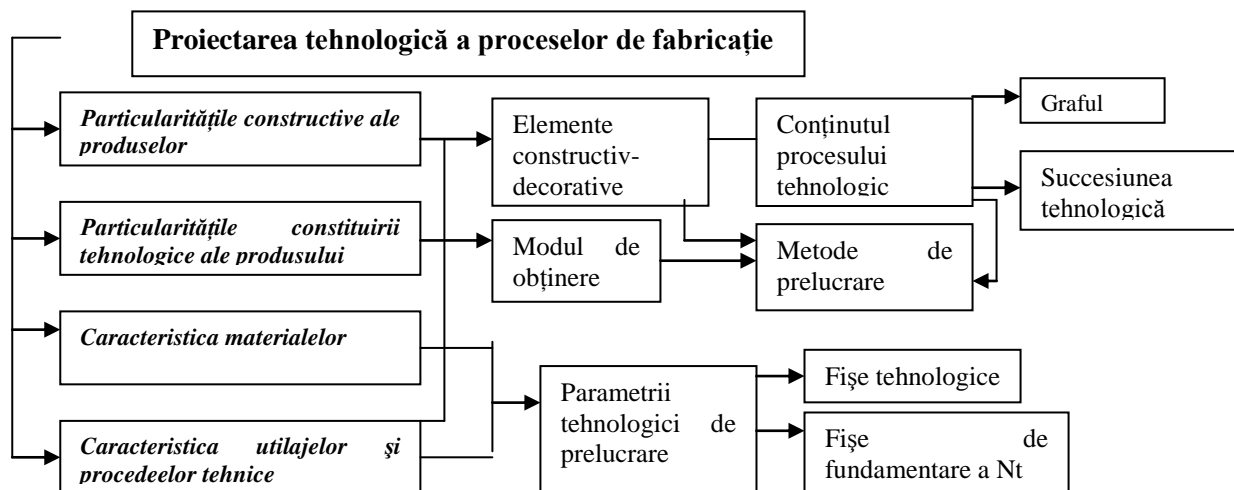 Proiectarea tehnologică a proceselor de fabricație
Particularitățile constructive ale
produselor
Elemente
constructiv-
decorative
Conținutul
procesului
tehnologic
Graful
Succesiunea
tehnologică
Particularitățile constituirii
tehnologice ale produsului
Modul de
obținere
Metode de
prelucrare
Caracteristica materialelor
Parametrii
tehnologici de
prelucrare
Fişe tehnologice
Caracteristica utilajelor şi
procedeelor tehnice
Fişe de
fundamentare a Nt